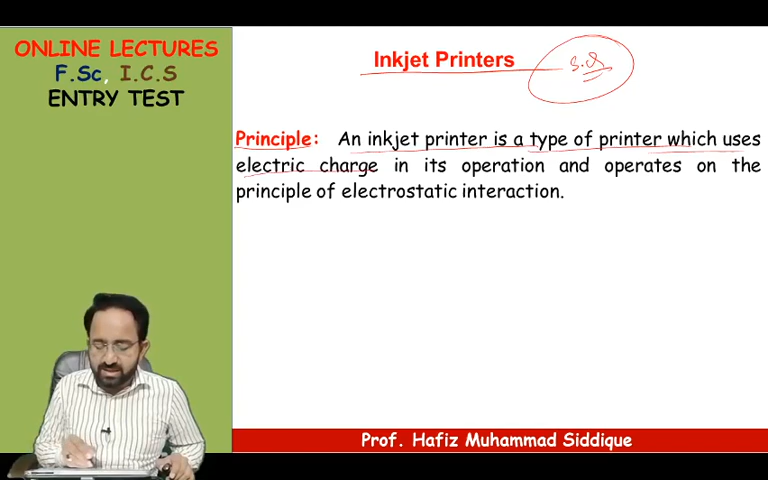 ONLINE LECTURES
F.Sc, I.C.S
ENTRY TEST
Inkjet Printers
S.Q
Principle: An inkjet printer is a type of printer which uses
electric charge in its operation and operates on the
principle of electrostatic interaction.
Prof. Hafiz Muhammad Siddique